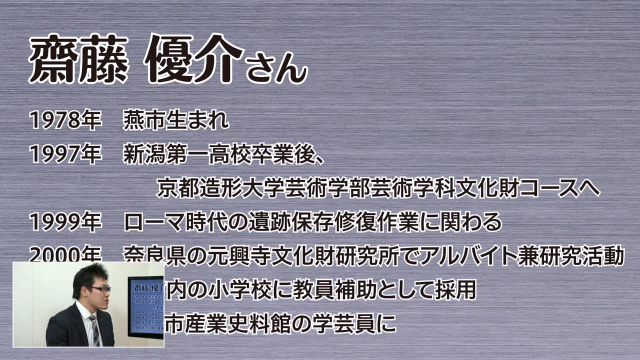 齋藤 優介さん
1978年　燕市生まれ
1997年　新潟第一高校卒業後、
京都造形大学芸術学部芸術学科文化財コースへ
1999年　ローマ時代の遺跡保存修復作業に関わる
2000年　奈良県の元興寺文化財研究所でアルバイト兼研究活動
内の小学校に教員補助として採用
市産業史料館の学芸員に